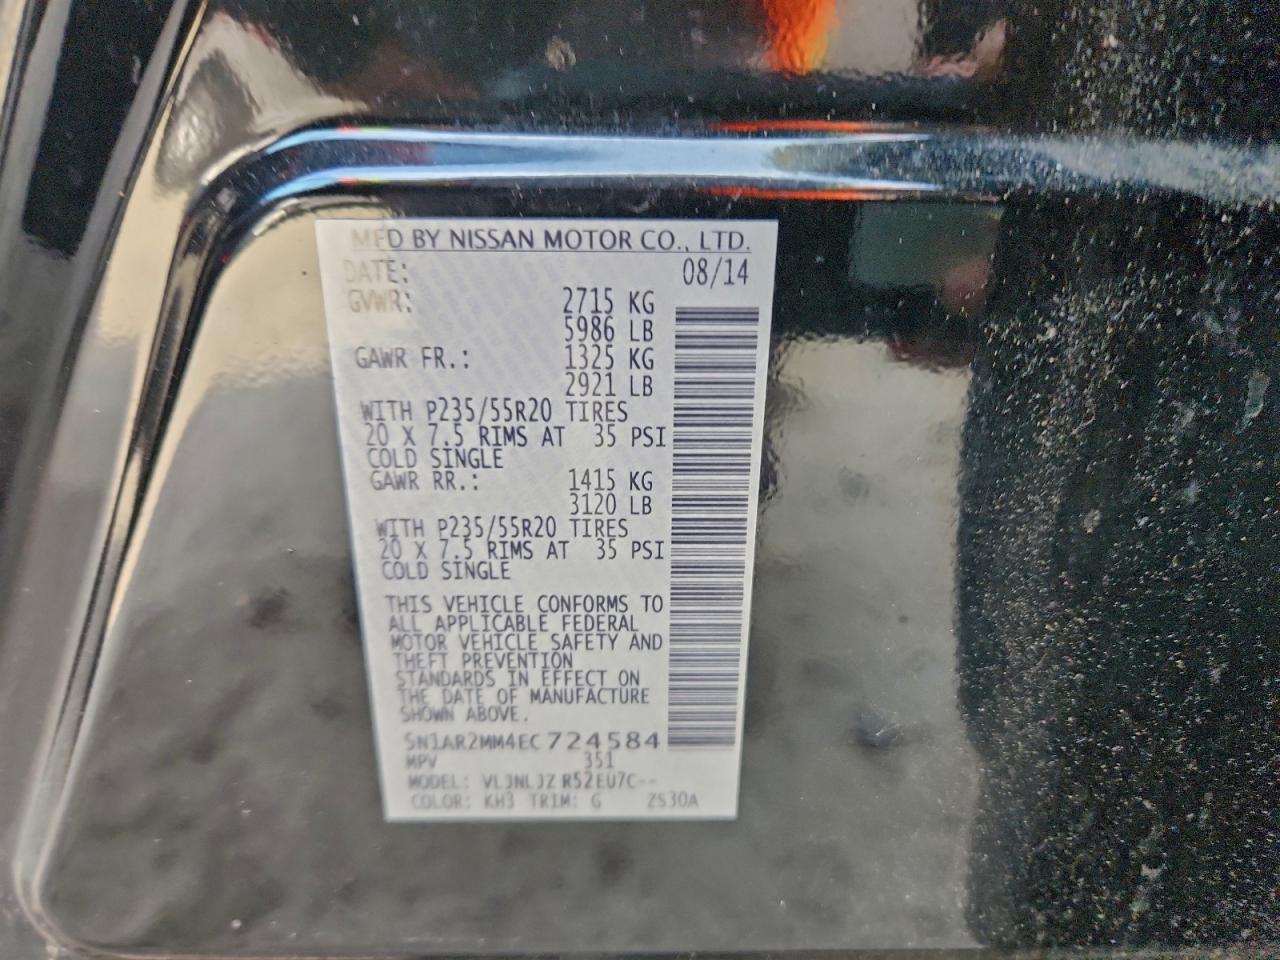 MFD BY NISSAN MOTOR CO., LTD.
DATE: 08/14
GVWR: 2715 KG
5986 LB
GAWR FR.: 1325 KG
2921 LB
WITH P235/55R20 TIRES
20 X 7.5 RIMS AT 35 PSI
COLD SINGLE
GAWR RR.: 1415 KG
3120 LB
WITH P235/55R20 TIRES
20 X 7.5 RIMS AT 35 PSI
COLD SINGLE
THIS VEHICLE CONFORMS TO
ALL APPLICABLE FEDERAL
MOTOR VEHICLE SAFETY AND
THEFT PREVENTION
STANDARDS IN EFFECT ON
THE DATE OF MANUFACTURE
SHOWN ABOVE.
5N1AR2MM4EC724584
MPV 351
MODEL: VLJNLJZ R52EU7C--
COLOR: KH3 TRIM: G ZS30A